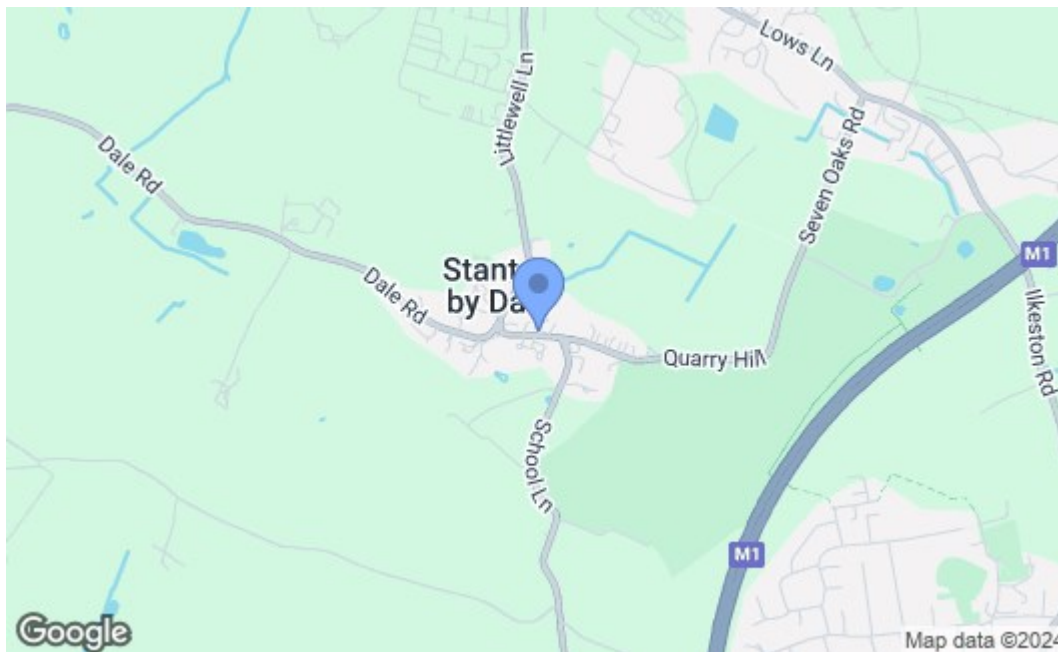 Lows Ln
Littlewell Ln
Dale Rd
Seven Oaks Rd
M1
Stant
by Da
Dale Rd
Ilkeston Rd
Quarry Hill
School Ln
M1
Google
Map data ©2024